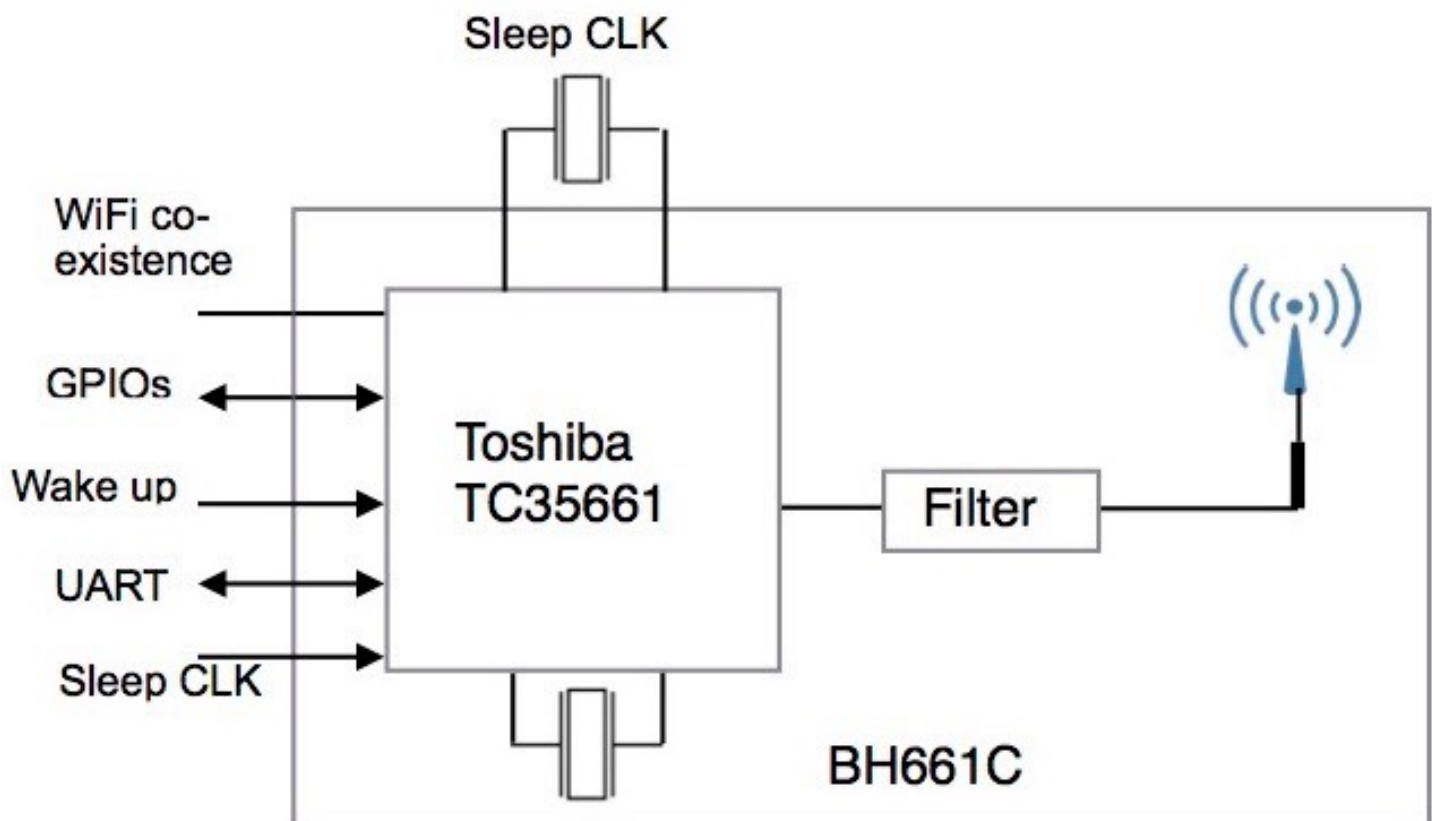 Sleep CLK
WiFi co-
existence
GPIOs
Wake up
UART
Sleep CLK
Toshiba
TC35661
Filter
BH661C